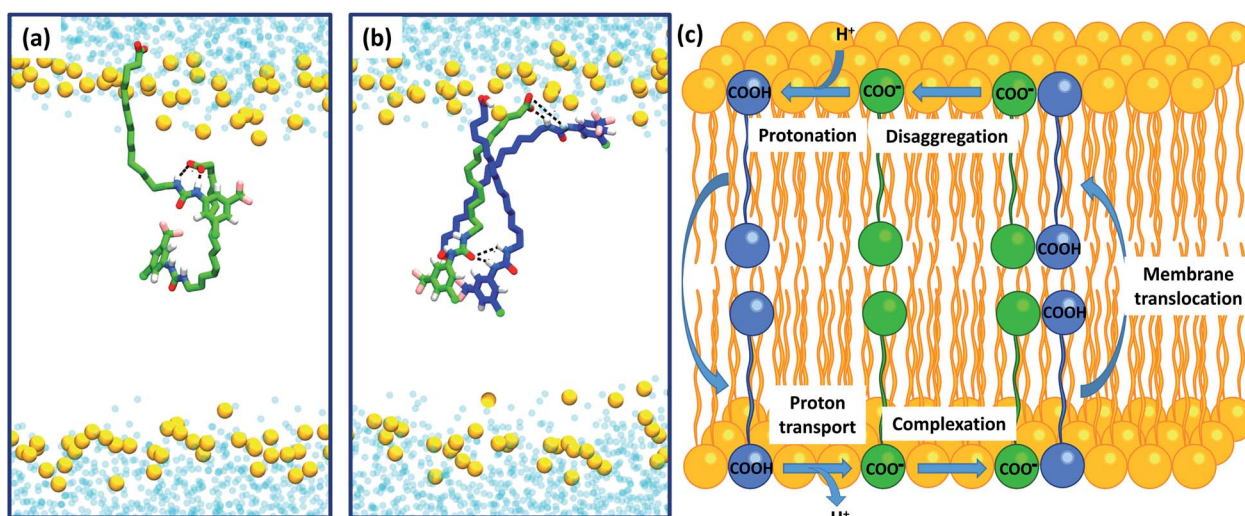 (a)
(b)
(c)
H⁺
COOH
COO⁻
COO⁻
Protonation
Disaggregation
COOH
COOH
Membrane
translocation
Proton
transport
Complexation
COOH
COO⁻
COO⁻
H⁺